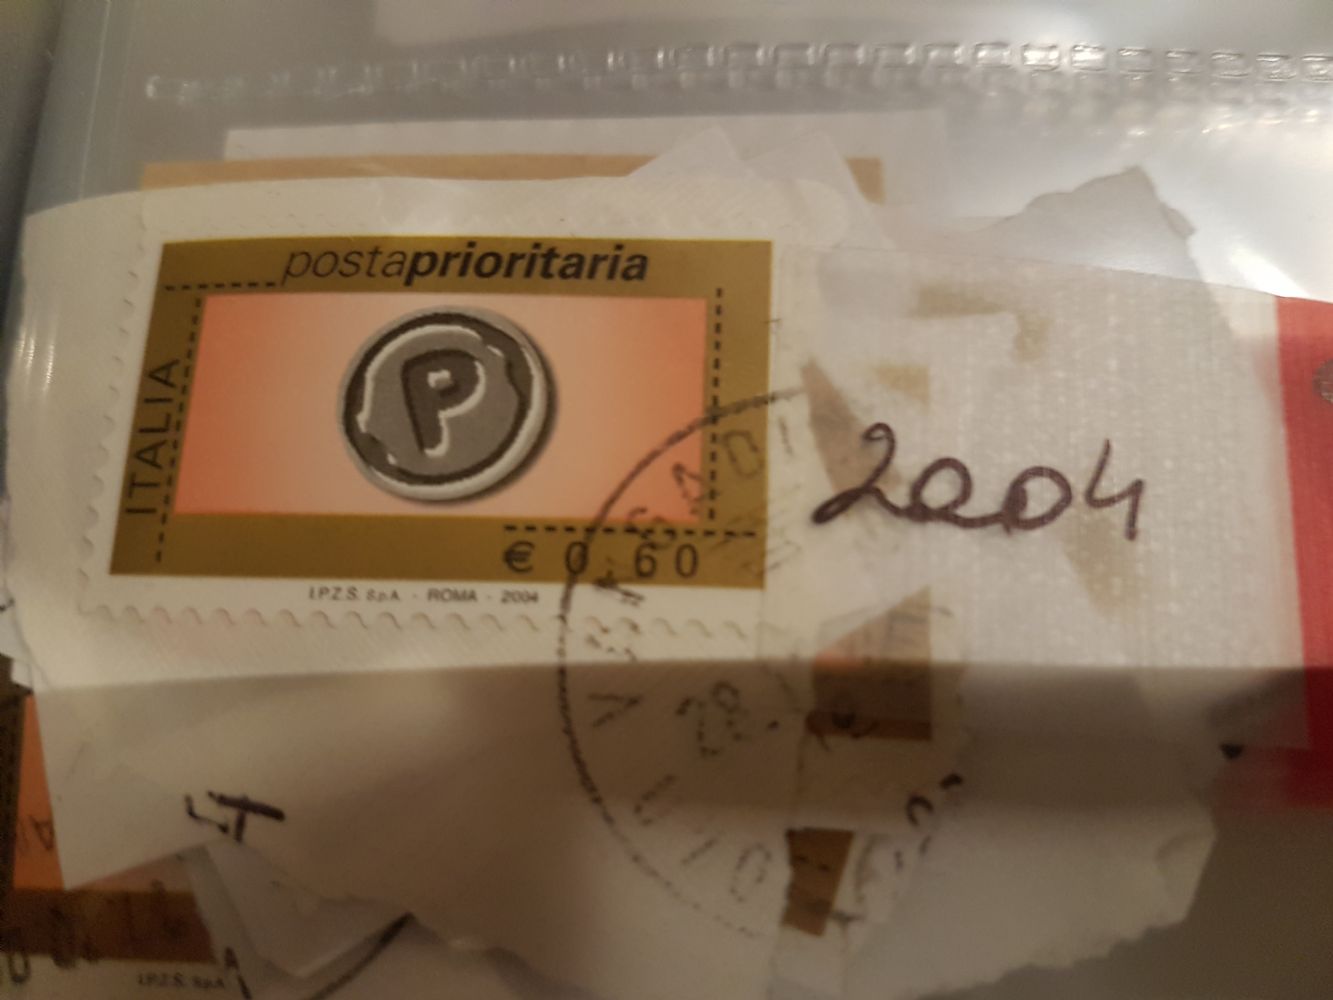 postaprioritaria
P
ITALIA
€ 0 60
I.P.Z.S. S.p.A. - ROMA - 2004
2004
I.P.Z.S. S.p.A